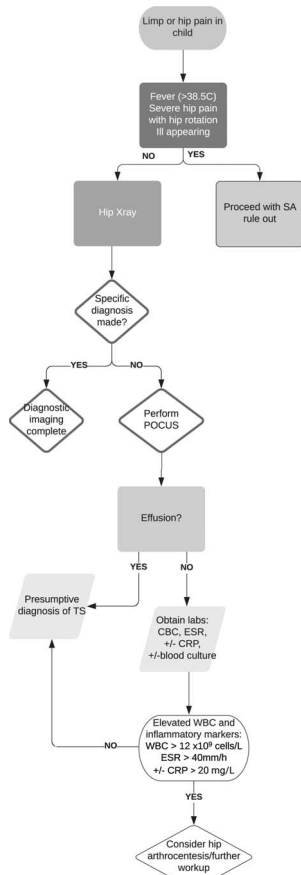 Limp or hip pain in
child
Fever (>38.5C)
Severe hip pain
with hip rotation
Ill appearing
NO
YES
Hip Xray
Proceed with SA
rule out
Specific
diagnosis
made?
YES
NO
Diagnostic
imaging
complete
Perform
POCUS
Effusion?
YES
NO
Presumptive
diagnosis of TS
Obtain labs:
CBC, ESR,
+/- CRP,
+/-blood culture
Elevated WBC and
inflammatory markers:
WBC > 12 x10⁹ cells/L
ESR > 40mm/h
+/- CRP > 20 mg/L
NO
YES
Consider hip
arthrocentesis/further
workup